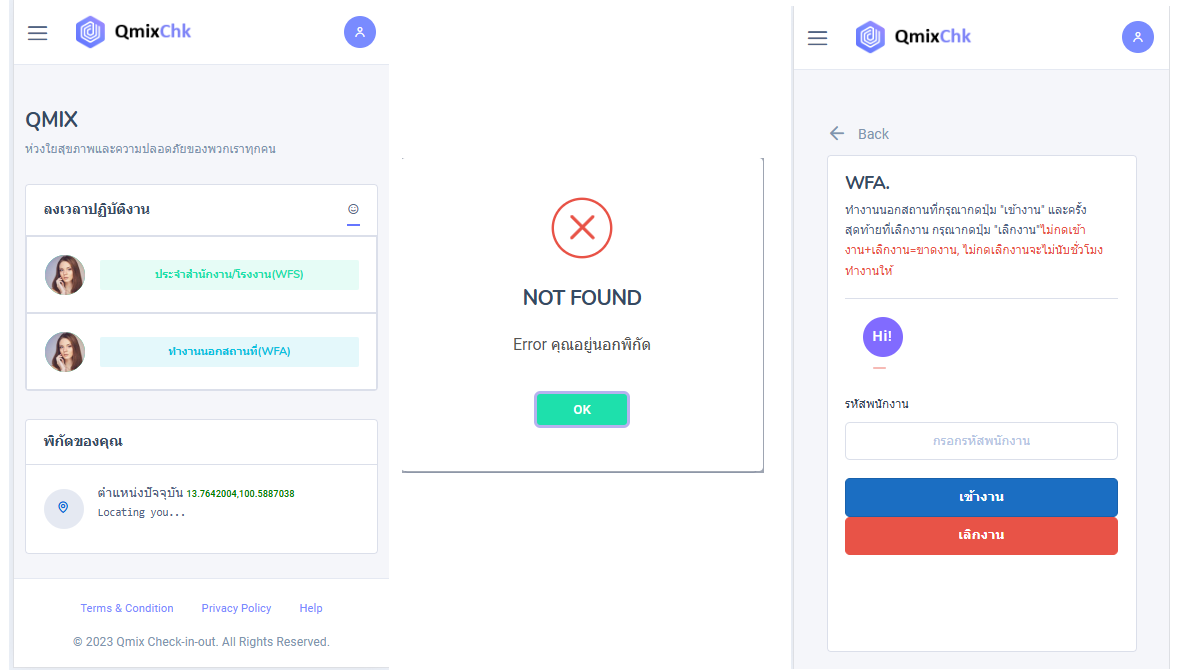 QmixChk
QMIX
ห่วงใยสุขภาพและความปลอดภัยของพวกเราทุกคน
ลงเวลาปฏิบัติงาน
ประจำสำนักงาน/โรงงาน(WFS)
ทำงานนอกสถานที่(WFA)
พิกัดของคุณ
ตำแหน่งปัจจุบัน 13.7642004,100.5887038
Locating you...
Terms & Condition Privacy Policy Help
© 2023 Qmix Check-in-out. All Rights Reserved.
NOT FOUND
Error คุณอยู่นอกพิกัด
OK
QmixChk
Back
WFA.
ทำงานนอกสถานที่กรุณากดปุ่ม "เข้างาน" และครั้ง
สุดท้ายที่เลิกงาน กรุณากดปุ่ม "เลิกงาน"ไม่กดเข้า
งาน+เลิกงาน=ขาดงาน, ไม่กดเลิกงานจะไม่นับชั่วโมง
ทำงานให้
Hi!
รหัสพนักงาน
กรอกรหัสพนักงาน
เข้างาน
เลิกงาน